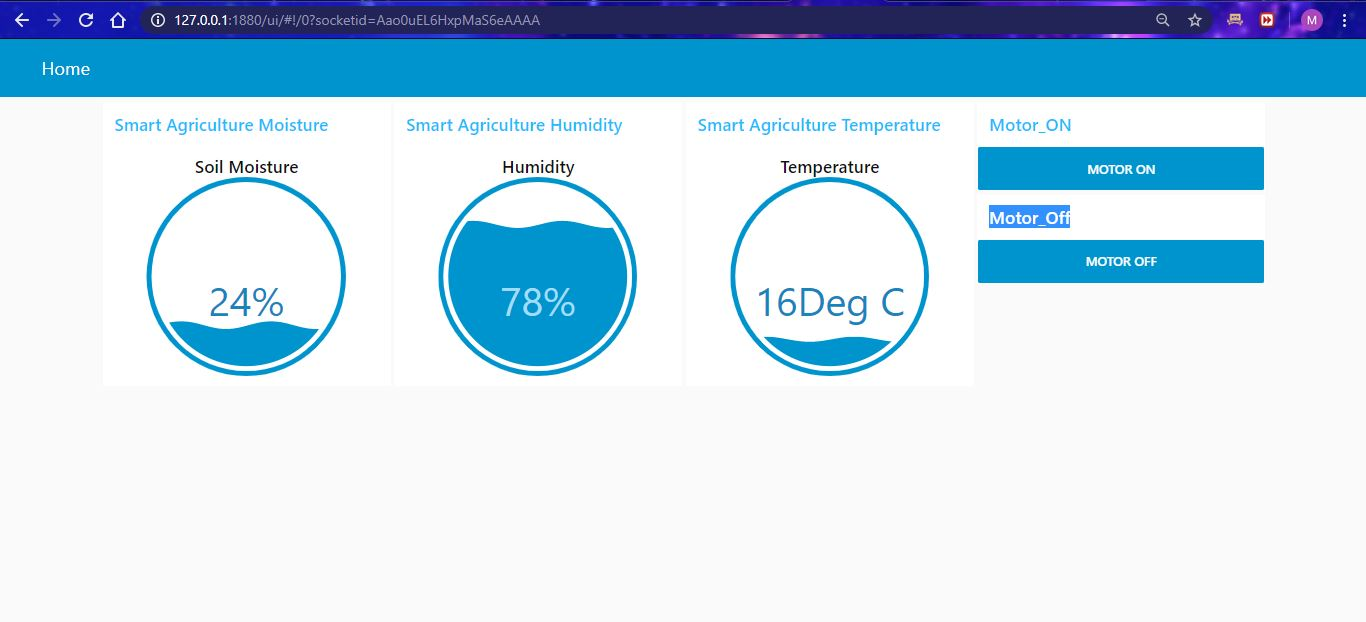 127.0.0.1:1880/ui/#!/0?socketid=Aao0uEL6HxpMaS6eAAAA
M
Home
Smart Agriculture Moisture
Soil Moisture
24%
Smart Agriculture Humidity
Humidity
78%
Smart Agriculture Temperature
Temperature
16Deg C
Motor_ON
MOTOR ON
Motor_Off
MOTOR OFF